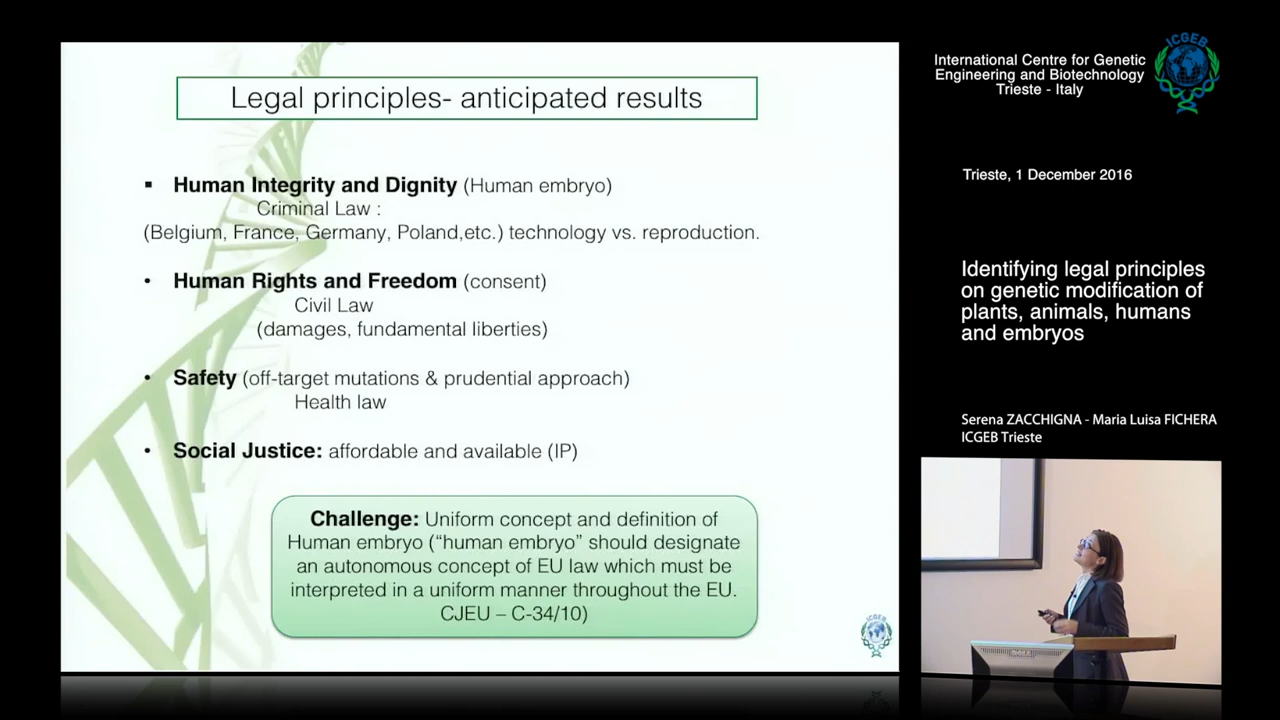 Legal principles- anticipated results
▪ Human Integrity and Dignity (Human embryo)
Criminal Law :
(Belgium, France, Germany, Poland,etc.) technology vs. reproduction.
• Human Rights and Freedom (consent)
Civil Law
(damages, fundamental liberties)
• Safety (off-target mutations & prudential approach)
Health law
• Social Justice: affordable and available (IP)
Challenge: Uniform concept and definition of
Human embryo (“human embryo” should designate
an autonomous concept of EU law which must be
interpreted in a uniform manner throughout the EU.
CJEU – C-34/10)
ICGEB
International Centre for Genetic
Engineering and Biotechnology
Trieste - Italy
ICGEB
Trieste, 1 December 2016
Identifying legal principles
on genetic modification of
plants, animals, humans
and embryos
Serena ZACCHIGNA - Maria Luisa FICHERA
ICGEB Trieste